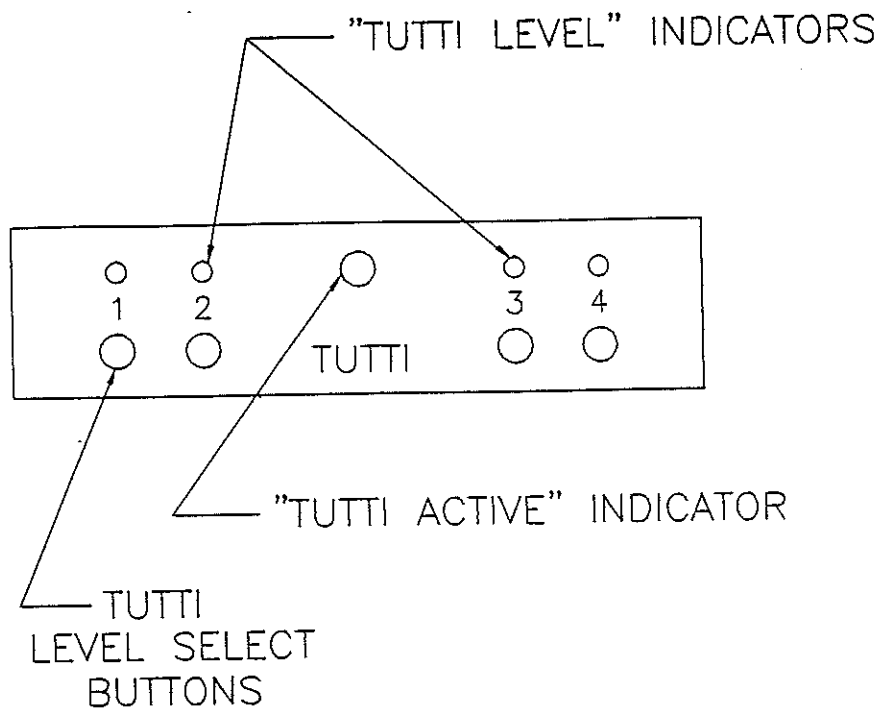 ”TUTTI LEVEL” INDICATORS
1 2 3 4
TUTTI
”TUTTI ACTIVE” INDICATOR
TUTTI
LEVEL SELECT
BUTTONS